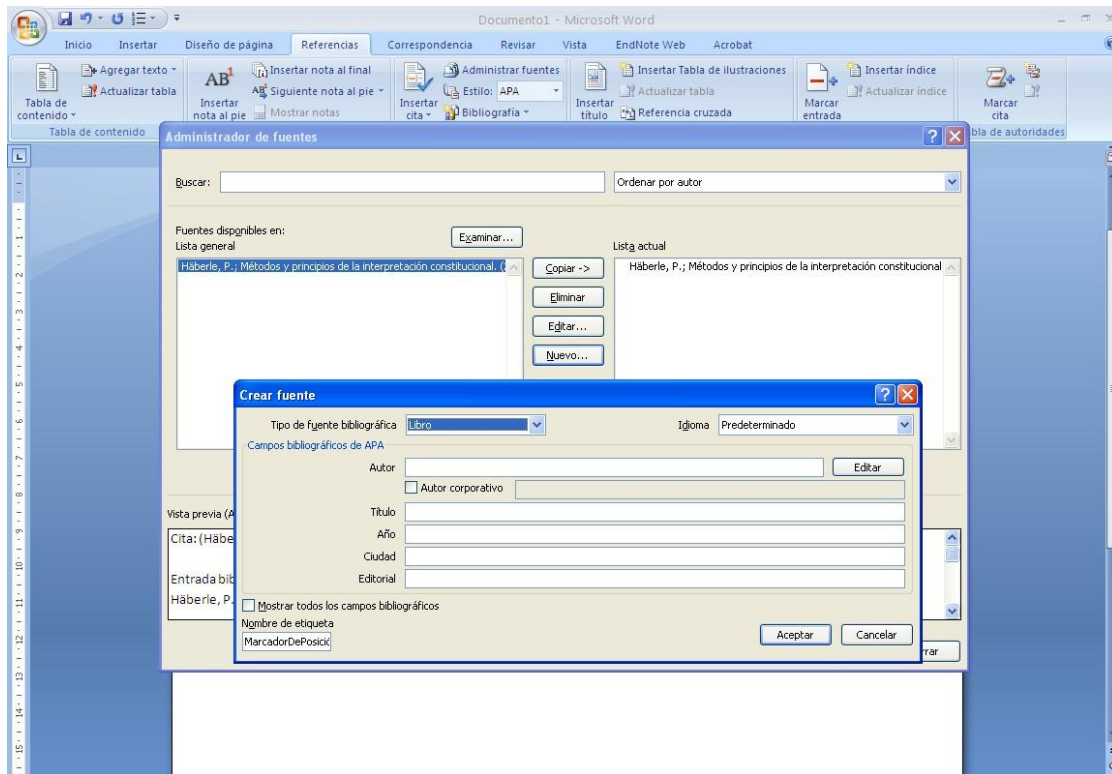 Documento1 - Microsoft Word
Inicio Insertar Diseño de página Referencias Correspondencia Revisar Vista EndNote Web Acrobat
Tabla de contenido
Agregar texto
Actualizar tabla
Tabla de contenido
AB1
Insertar nota al pie
Insertar nota al final
AB1 Siguiente nota al pie
Mostrar notas
Insertar cita
Administrar fuentes
Estilo: APA
Bibliografía
Insertar título
Insertar Tabla de ilustraciones
Actualizar tabla
Referencia cruzada
Marcar entrada
Insertar índice
Actualizar índice
Marcar cita
bla de autoridades
Administrador de fuentes
Buscar:
Ordenar por autor
Fuentes disponibles en:
Lista general
Examinar...
Lista actual
Häberle, P.; Métodos y principios de la interpretación constitucional. (
Copiar ->
Eliminar
Editar...
Nuevo...
Häberle, P.; Métodos y principios de la interpretación constitucional
Crear fuente
Tipo de fuente bibliográfica Libro
Idioma Predeterminado
Campos bibliográficos de APA
Autor
Editar
Autor corporativo
Título
Año
Ciudad
Editorial
Mostrar todos los campos bibliográficos
Nombre de etiqueta
MarcadorDePosició
Aceptar
Cancelar
Vista previa (A
Cita: (Häbe
Entrada bib
Häberle, P.
rrar